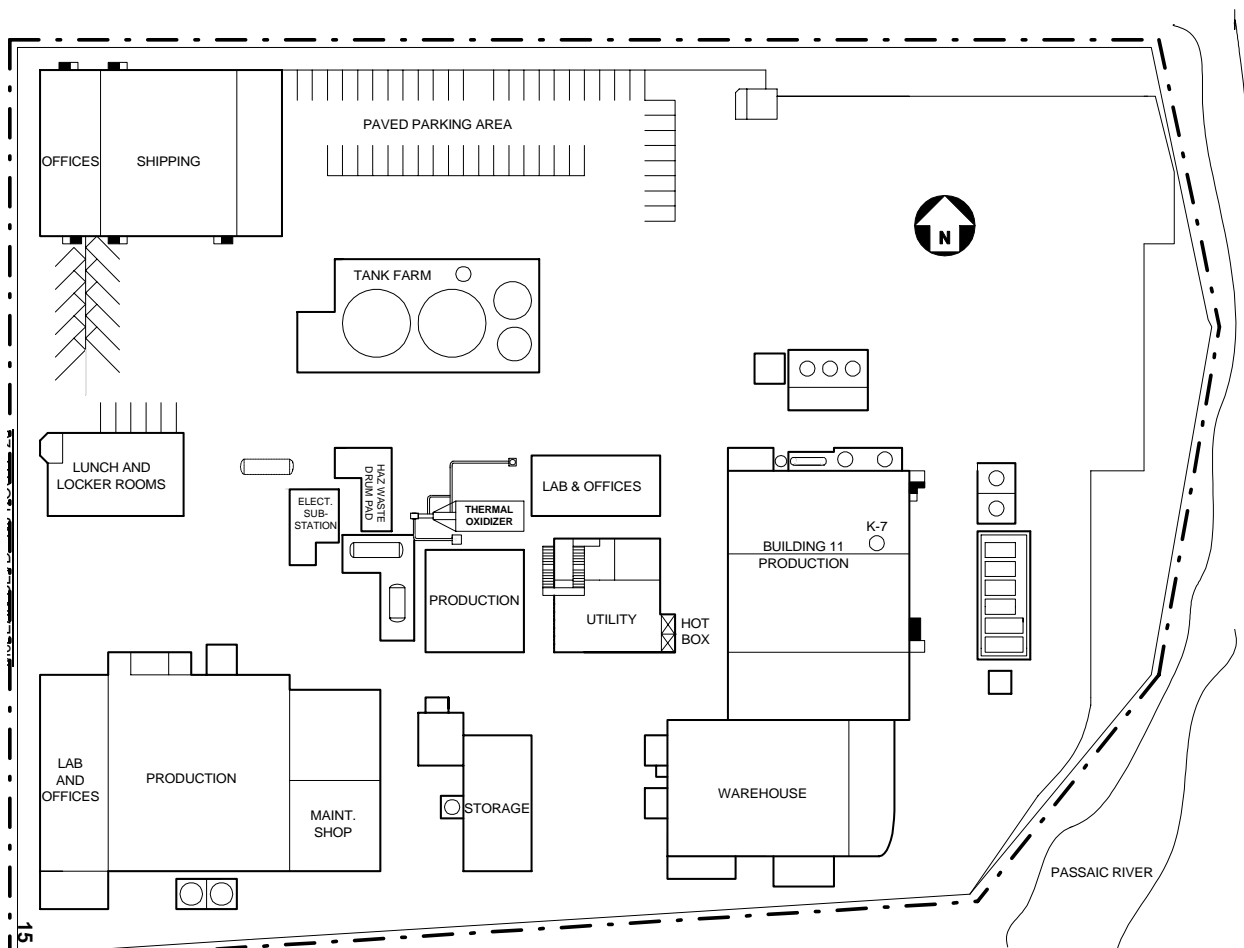 PAVED PARKING AREA
OFFICES
SHIPPING
N
TANK FARM
LUNCH AND
LOCKER ROOMS
HAZ WASTE
DRUM PAD
ELECT.
SUB-
STATION
THERMAL
OXIDIZER
LAB & OFFICES
K-7
BUILDING 11
PRODUCTION
PRODUCTION
UTILITY
HOT
BOX
LAB
AND
OFFICES
PRODUCTION
MAINT.
SHOP
STORAGE
WAREHOUSE
PASSAIC RIVER
15